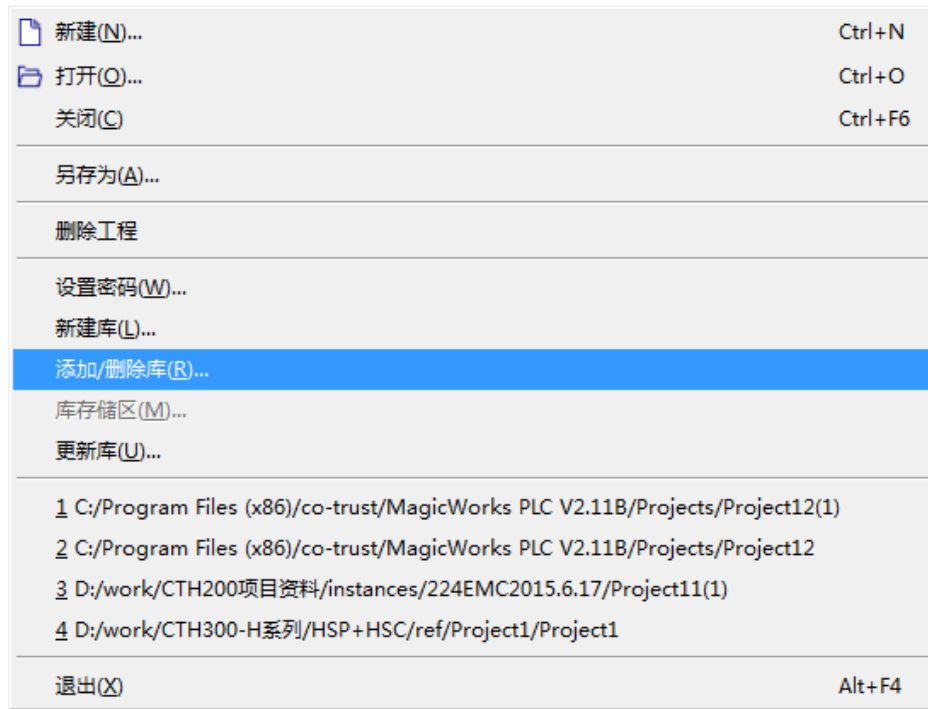 新建(N)... Ctrl+N
打开(O)... Ctrl+O
关闭(C) Ctrl+F6
另存为(A)...
删除工程
设置密码(W)...
新建库(L)...
添加/删除库(R)...
库存储区(M)...
更新库(U)...
1 C:/Program Files (x86)/co-trust/MagicWorks PLC V2.11B/Projects/Project12(1)
2 C:/Program Files (x86)/co-trust/MagicWorks PLC V2.11B/Projects/Project12
3 D:/work/CTH200项目资料/instances/224EMC2015.6.17/Project11(1)
4 D:/work/CTH300-H系列/HSP+HSC/ref/Project1/Project1
退出(X) Alt+F4